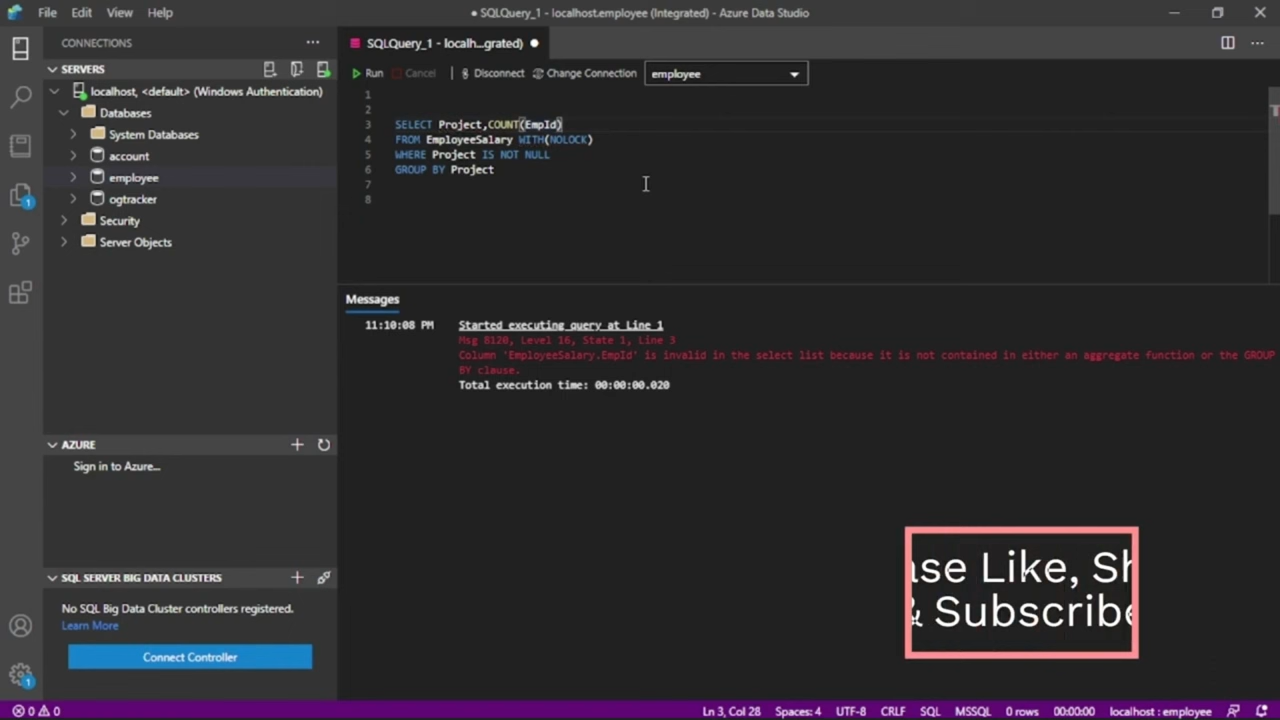 File Edit View Help
● SQLQuery_1 - localhost.employee (Integrated) - Azure Data Studio
CONNECTIONS
SERVERS
localhost, <default> (Windows Authentication)
Databases
System Databases
account
employee
ogtracker
Security
Server Objects
AZURE
Sign in to Azure...
SQL SERVER BIG DATA CLUSTERS
No SQL Big Data Cluster controllers registered.
Learn More
Connect Controller
SQLQuery_1 - localh...grated) ●
Run Cancel Disconnect Change Connection employee
1
2
3 SELECT Project,COUNT(EmpId)
4 FROM EmployeeSalary WITH(NOLOCK)
5 WHERE Project IS NOT NULL
6 GROUP BY Project
7
8
Messages
11:10:08 PM Started executing query at Line 1
Msg 8120, Level 16, State 1, Line 3
Column 'EmployeeSalary.EmpId' is invalid in the select list because it is not contained in either an aggregate function or the GROUP
BY clause.
Total execution time: 00:00:00.020
ase Like, Sh
& Subscribe
1
1
0 0 Ln 3, Col 28 Spaces: 4 UTF-8 CRLF SQL MSSQL 0 rows 00:00:00 localhost : employee